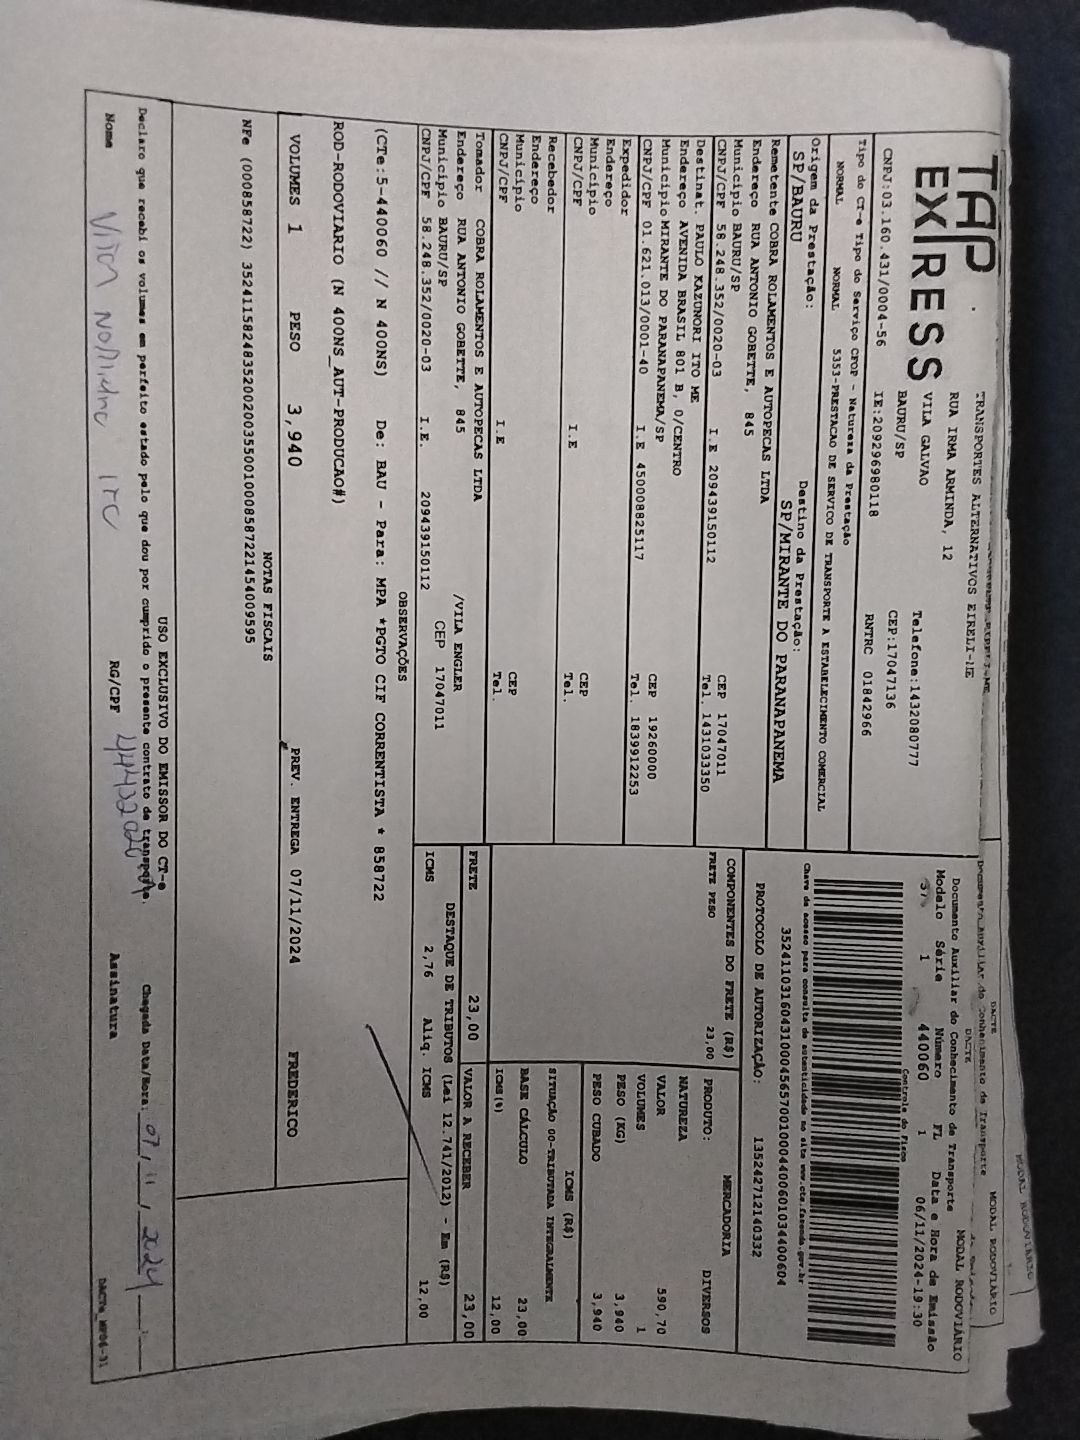 TAP
EXPRESS
TRANSPORTES ALTERNATIVOS EIRELI-ME
RUA IRMA ARMINDA, 12
VILA GALVAO Telefone:1432080777
BAURU/SP CEP:17047136
CNPJ:03.160.431/0004-56 IE:209296980118 RNTRC 01842966
MODAL RODOVIÁRIO
DACTE MODAL RODOVIÁRIO
DACTE MODAL RODOVIÁRIO
Documento Auxiliar do Conhecimento de Transporte
Modelo Série Número FL Data e Hora de Emissão
57 1 440060 1 06/11/2024-19:30
Controle do Fisco
Chave de acesso para consulta de autenticidade no site www.cte.fazenda.gov.br
35241103160431000456570010004400601034400604
PROTOCOLO DE AUTORIZAÇÃO: 135242712140332
Tipo do CT-e Tipo do Serviço CFOP - Natureza da Prestação
NORMAL NORMAL 5353-PRESTACAO DE SERVICO DE TRANSPORTE A ESTABELECIMENTO COMERCIAL
Origem da Prestação: Destino da Prestação:
SP/BAURU SP/MIRANTE DO PARANAPANEMA
Remetente COBRA ROLAMENTOS E AUTOPECAS LTDA
Endereço RUA ANTONIO GOBETTE, 845
Município BAURU/SP CEP 17047011
CNPJ/CPF 58.248.352/0020-03 I.E 209439150112 Tel. 1431033350
Destinat. PAULO KAZUNORI ITO ME
Endereço AVENIDA BRASIL 801 B, 0/CENTRO
Município MIRANTE DO PARANAPANEMA/SP CEP 19260000
CNPJ/CPF 01.621.013/0001-40 I.E 450008825117 Tel. 1839912253
Expedidor
Endereço
Município CEP
CNPJ/CPF I.E Tel.
Recebedor
Endereço
Município CEP
CNPJ/CPF I.E Tel.
Tomador COBRA ROLAMENTOS E AUTOPECAS LTDA
Endereço RUA ANTONIO GOBETTE, 845 /VILA ENGLER
Município BAURU/SP CEP 17047011
CNPJ/CPF 58.248.352/0020-03 I.E. 209439150112
COMPONENTES DO FRETE (R$)
FRETE PESO 23,00
MERCADORIA
PRODUTO: DIVERSOS
NATUREZA
VALOR 590,70
VOLUMES 1
PESO (KG) 3,940
PESO CUBADO 3,940
ICMS (R$)
SITUAÇÃO 00-TRIBUTADA INTEGRALMENTE
BASE CÁLCULO 23,00
ICMS(%) 12,00
FRETE 23,00 VALOR A RECEBER 23,00
DESTAQUE DE TRIBUTOS (Lei 12.741/2012) - Em (R$)
ICMS 2,76 Aliq. ICMS 12,00
OBSERVAÇÕES
(CTe:5-440060 // N 400NS) De: BAU - Para: MPA *PGTO CIF CORRENTISTA * 858722
ROD-RODOVIARIO (N 400NS_AUT-PRODUCAO#)
VOLUMES 1 PESO 3,940 PREV. ENTREGA 07/11/2024 FREDERICO
NOTAS FISCAIS
NFe (000858722) 35241158248352002003550010008587221454009595
USO EXCLUSIVO DO EMISSOR DO CT-e
Declaro que recebi os volumes em perfeito estado pelo que dou por cumprido o presente contrato de transporte. Chegada Data/Hora: 07/11/2024
Nome RG/CPF Assinatura
DACTe_MP06-31